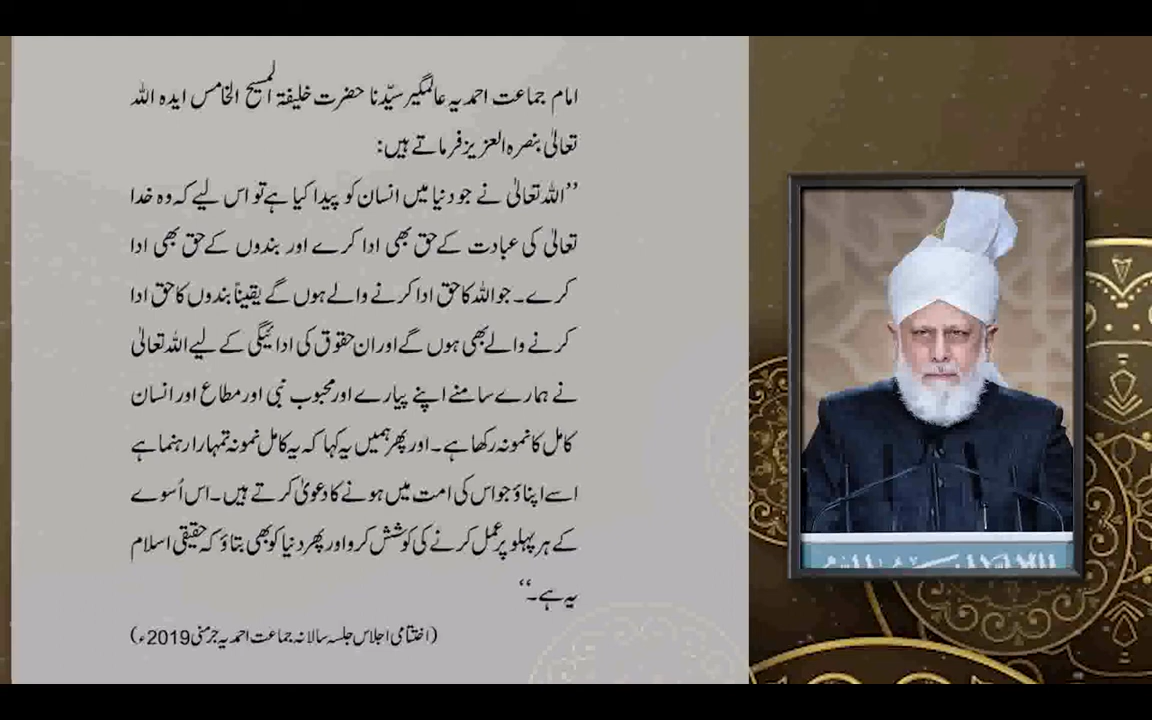 امام جماعت احمدیہ عالمگیر سیّدنا حضرت خلیفۃ المسیح الخامس ایدہ اللہ
تعالیٰ بنصرہ العزیز فرماتے ہیں:
”اللہ تعالیٰ نے جو دنیا میں انسان کو پیدا کیا ہے تو اس لیے کہ وہ خدا
تعالیٰ کی عبادت کے حق بھی ادا کرے اور بندوں کے حق بھی ادا
کرے۔ جو اللہ کا حق ادا کرنے والے ہوں گے یقیناً بندوں کا حق ادا
کرنے والے بھی ہوں گے اور ان حقوق کی ادائیگی کے لیے اللہ تعالیٰ
نے ہمارے سامنے اپنے پیارے اور محبوب نبی اور مطاع اور انسان
کامل کا نمونہ رکھا ہے۔ اور پھر ہمیں یہ کہا کہ یہ کامل نمونہ تمہارا رہنما ہے
اسے اپناؤ جو اس کی امت میں ہونے کا دعویٰ کرتے ہیں۔ اس اُسوے
کے ہر پہلو پر عمل کرنے کی کوشش کرو اور پھر دنیا کو بھی بتاؤ کہ حقیقی اسلام
یہ ہے۔“
(اختتامی اجلاس جلسہ سالانہ جماعت احمدیہ جرمنی 2019ء)